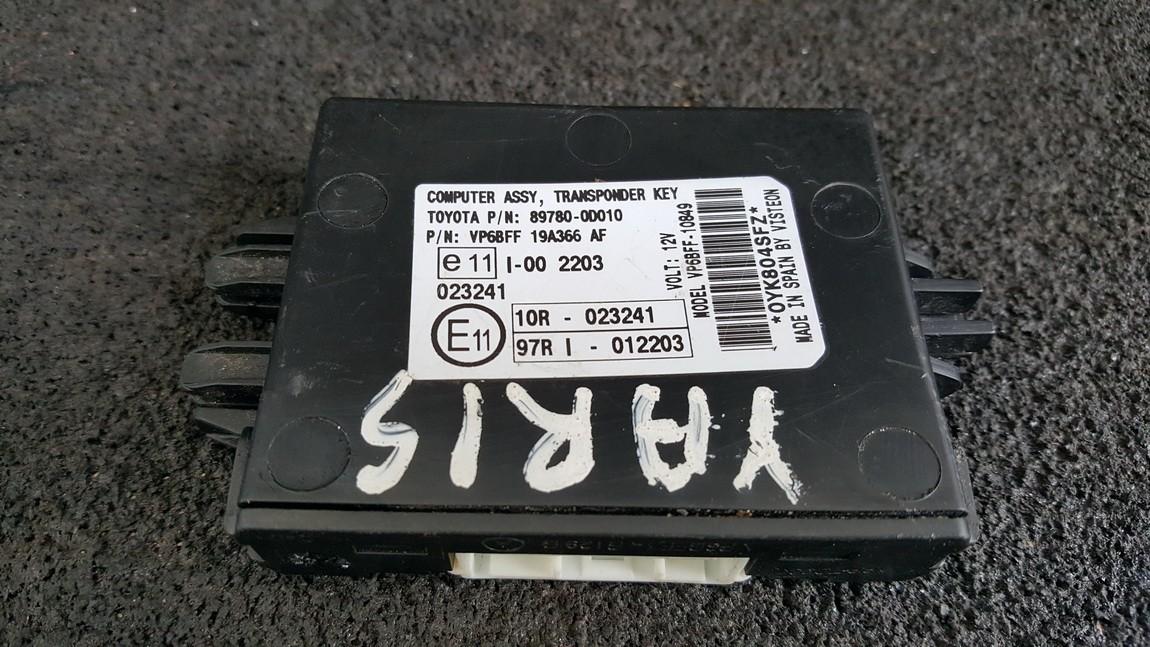 COMPUTER ASSY, TRANSPONDER KEY
TOYOTA P/N: 89780-0D010
P/N: VP6BFF 19A366 AF
e 11 I-00 2203
023241
E11
10R - 023241
97R I - 012203
VOLT: 12V
MODEL VP6BFF-10849
*OYK804SFZ*
MADE IN SPAIN BY VISTEON
YARIS